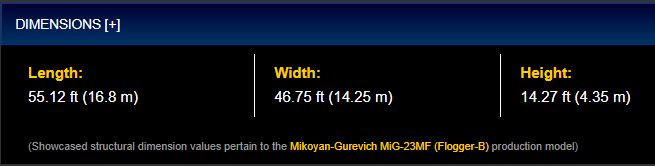 DIMENSIONS [+]
Length: Width: Height:
55.12 ft (16.8 m) 46.75 ft (14.25 m) 14.27 ft (4.35 m)
(Showcased structural dimension values pertain to the Mikoyan-Gurevich MiG-23MF (Flogger-B) production model)